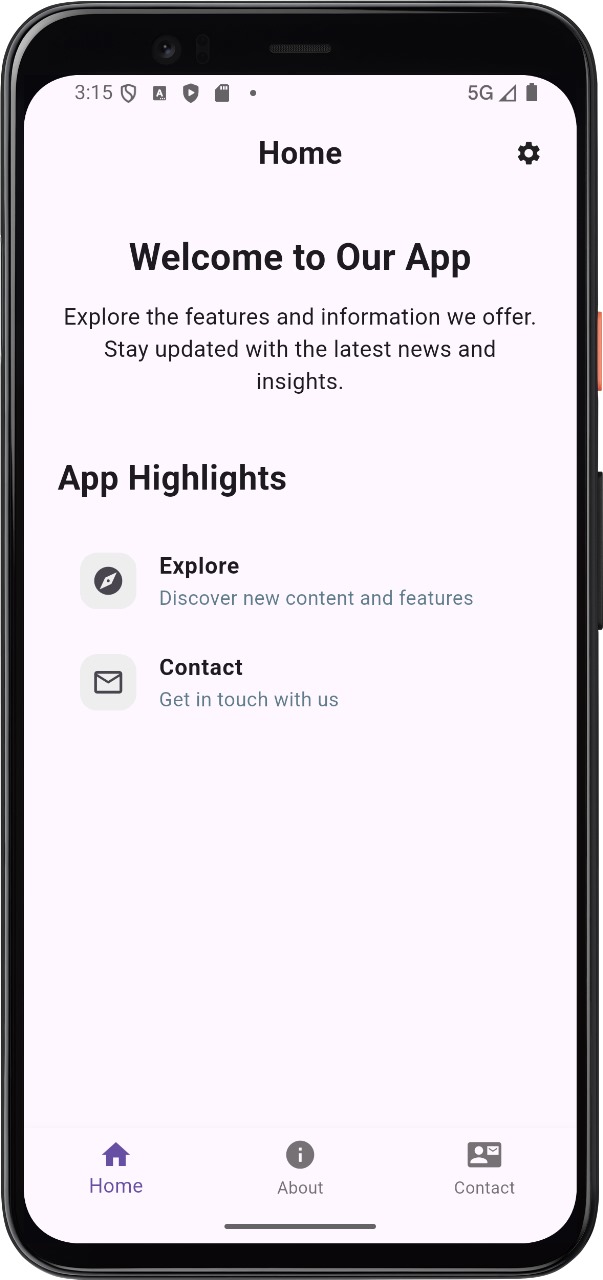 3:15
5G
Home
Welcome to Our App
Explore the features and information we offer.
Stay updated with the latest news and
insights.
App Highlights
Explore
Discover new content and features
Contact
Get in touch with us
Home
About
Contact